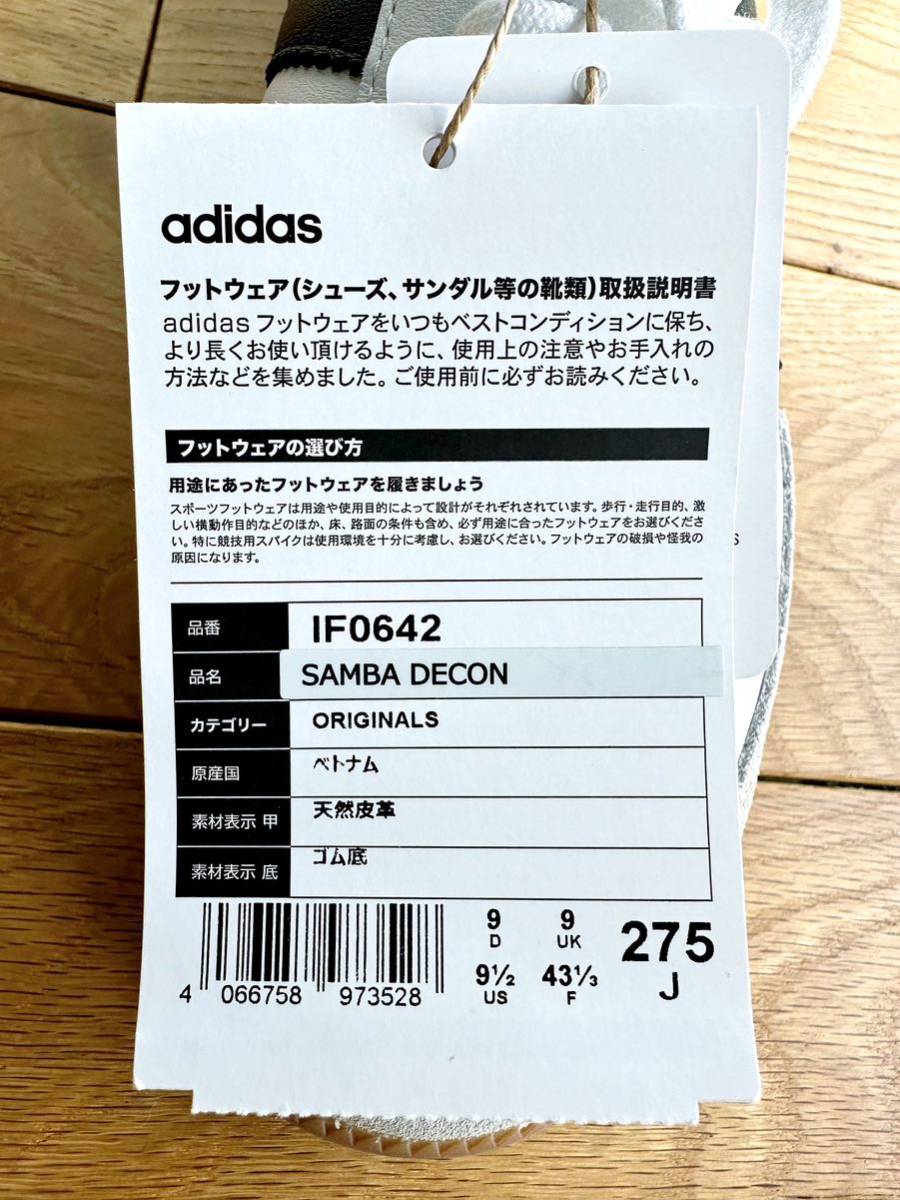 adidas
フットウェア(シューズ、サンダル等の靴類)取扱説明書
adidas フットウェアをいつもベストコンディションに保ち、
より長くお使い頂けるように、使用上の注意やお手入れの
方法などを集めました。ご使用前に必ずお読みください。
フットウェアの選び方
用途にあったフットウェアを履きましょう
スポーツフットウェアは用途や使用目的によって設計がそれぞれされています。歩行・走行目的、激
しい横動作目的などのほか、床、路面の条件も含め、必ず用途に合ったフットウェアをお選びくださ
い。特に競技用スパイクは使用環境を十分に考慮し、お選びください。フットウェアの破損や怪我の
原因になります。
品番 IF0642
品名 SAMBA DECON
カテゴリー ORIGINALS
原産国 ベトナム
素材表示 甲 天然皮革
素材表示 底 ゴム底
9 9 275
D UK
9½ 43⅓ J
US F
4 066758 973528
S